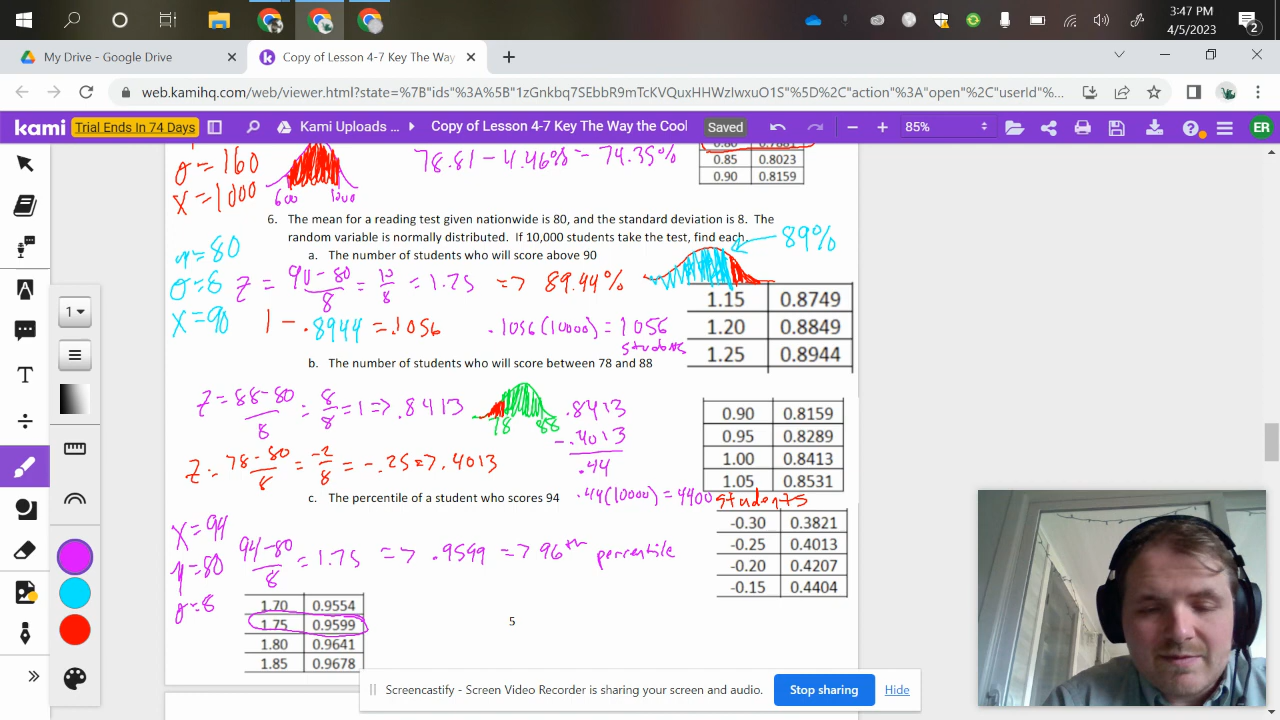 3:47 PM
4/5/2023
2
My Drive - Google Drive
Copy of Lesson 4-7 Key The Way
web.kamihq.com/web/viewer.html?state=%7B"ids"%3A%5B"1zGnkbq7SEbbR9mTcKVQuxHHWzIwxuO1S"%5D%2C"action"%3A"open"%2C"userId"%...
kami
Trial Ends In 74 Days
Kami Uploads ...
Copy of Lesson 4-7 Key The Way the Cool
Saved
85%
ER
σ=160
x=1000
600 1000
78.81 - 4.46% = 74.35%
0.80 0.7881
0.85 0.8023
0.90 0.8159
6. The mean for a reading test given nationwide is 80, and the standard deviation is 8. The
random variable is normally distributed. If 10,000 students take the test, find each.
a. The number of students who will score above 90
89%
μ=80
σ=8
x=90
z = 90-80/8 = 10/8 = 1.25 => 89.44%
1 - .8944 = .1056
.1056(10000) = 1056
students
1.15 0.8749
1.20 0.8849
1.25 0.8944
b. The number of students who will score between 78 and 88
z = 88-80/8 = 8/8 = 1 => .8413
78 88
.8413
- .4013
.44
z = 78-80/8 = -2/8 = -.25 => .4013
0.90 0.8159
0.95 0.8289
1.00 0.8413
1.05 0.8531
c. The percentile of a student who scores 94
.44(10000) = 4400 students
-0.30 0.3821
-0.25 0.4013
-0.20 0.4207
-0.15 0.4404
x=94
μ=80
σ=8
94-80/8 = 1.75 => .9599 => 96th percentile
1.70 0.9554
1.75 0.9599
1.80 0.9641
1.85 0.9678
5
1
T
Screencastify - Screen Video Recorder is sharing your screen and audio.
Stop sharing
Hide